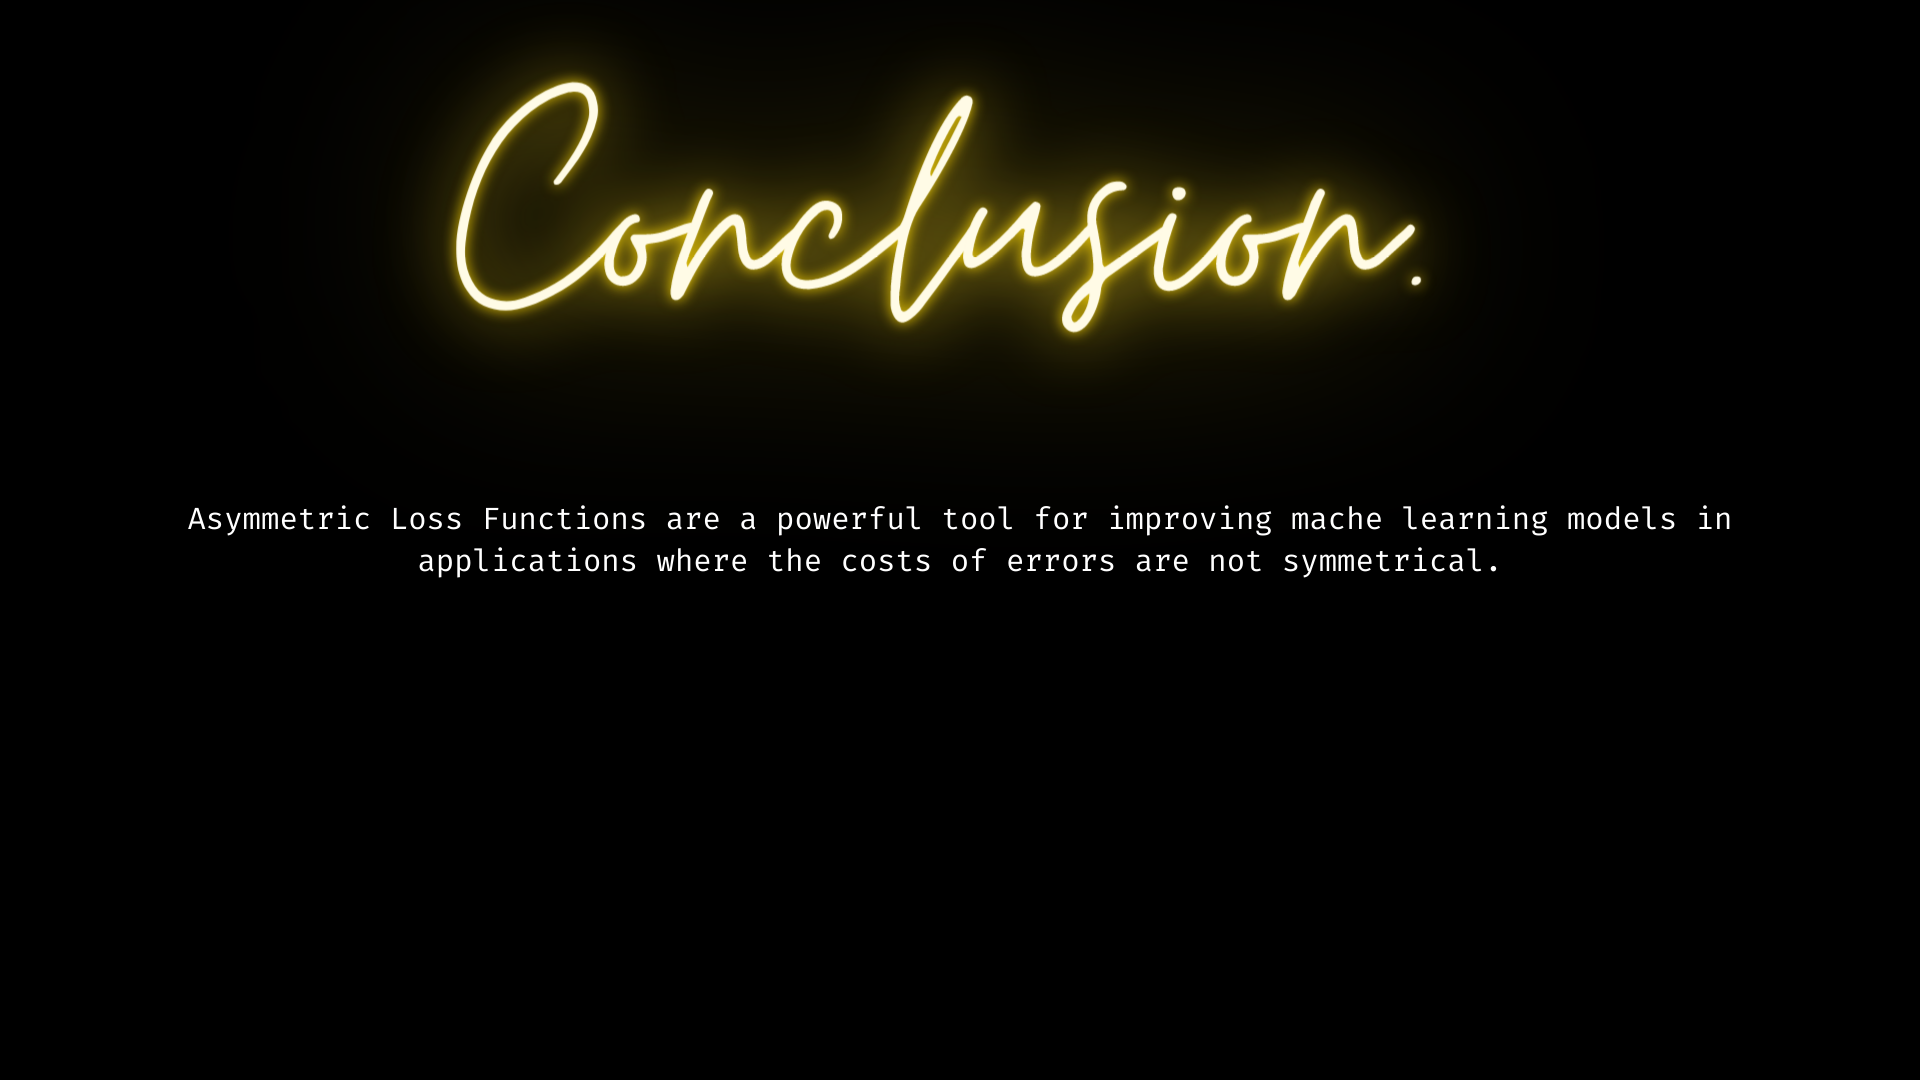 Conclusion.
Asymmetric Loss Functions are a powerful tool for improving mache learning models in
applications where the costs of errors are not symmetrical.